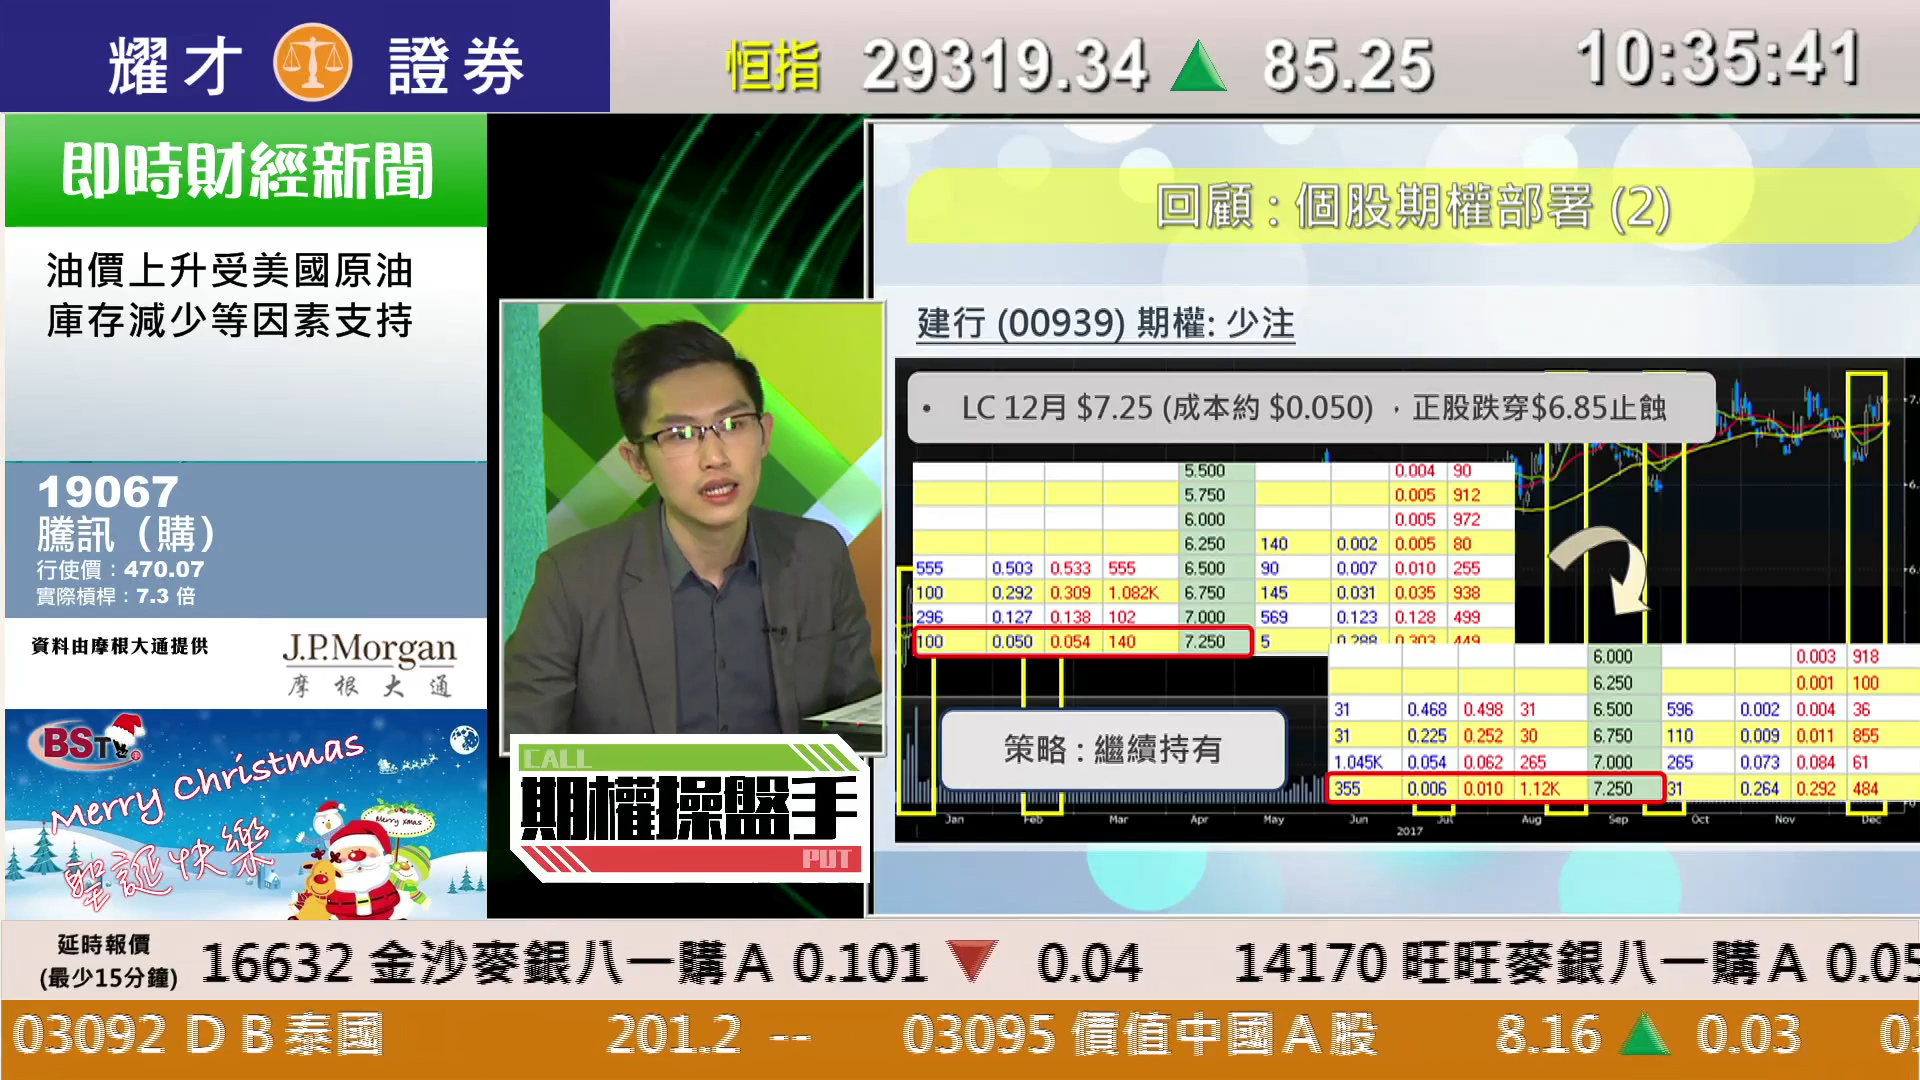 耀才 證券
恒指 29319.34 ▲ 85.25 10:35:41
即時財經新聞
油價上升受美國原油
庫存減少等因素支持
19067
騰訊（購）
行使價：470.07
實際槓桿：7.3 倍
資料由摩根大通提供
J.P.Morgan
摩根大通
BSTV
Merry Christmas
Merry Xmas
聖誕快樂
CALL
期權操盤手
PUT
回顧 : 個股期權部署 (2)
建行 (00939) 期權: 少注
• LC 12月 $7.25 (成本約 $0.050) ，正股跌穿$6.85止蝕
5.500 0.004 90
5.750 0.005 912
6.000 0.005 972
6.250 140 0.002 0.005 80
555 0.503 0.533 555 6.500 90 0.007 0.010 255
100 0.292 0.309 1.082K 6.750 145 0.031 0.035 938
296 0.127 0.138 102 7.000 569 0.123 0.128 499
100 0.050 0.054 140 7.250 5 0.288 0.303 449
6.000 0.003 918
6.250 0.001 100
31 0.468 0.498 31 6.500 596 0.002 0.004 36
31 0.225 0.252 30 6.750 110 0.009 0.011 855
1.045K 0.054 0.062 265 7.000 265 0.073 0.084 61
355 0.006 0.010 1.12K 7.250 31 0.264 0.292 484
策略 : 繼續持有
Jan Feb Mar Apr May Jun Jul Aug Sep Oct Nov Dec
2017
延時報價
(最少15分鐘)
16632 金沙麥銀八一購A 0.101 ▼ 0.04 14170 旺旺麥銀八一購A 0.05
03092 ＤＢ泰國 201.2 -- 03095 價值中國Ａ股 8.16 ▲ 0.03